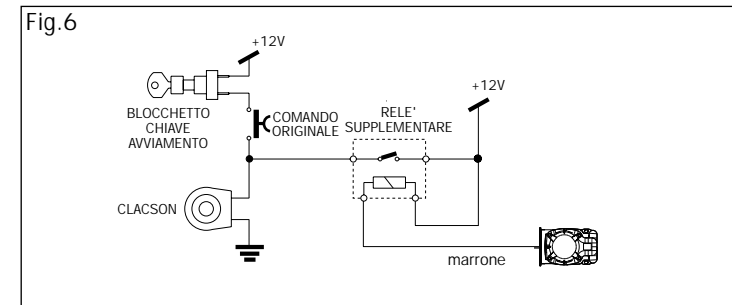 Fig.6
+12V
+12V
BLOCCHETTO
CHIAVE
AVVIAMENTO
COMANDO
ORIGINALE
RELE'
SUPPLEMENTARE
CLACSON
marrone